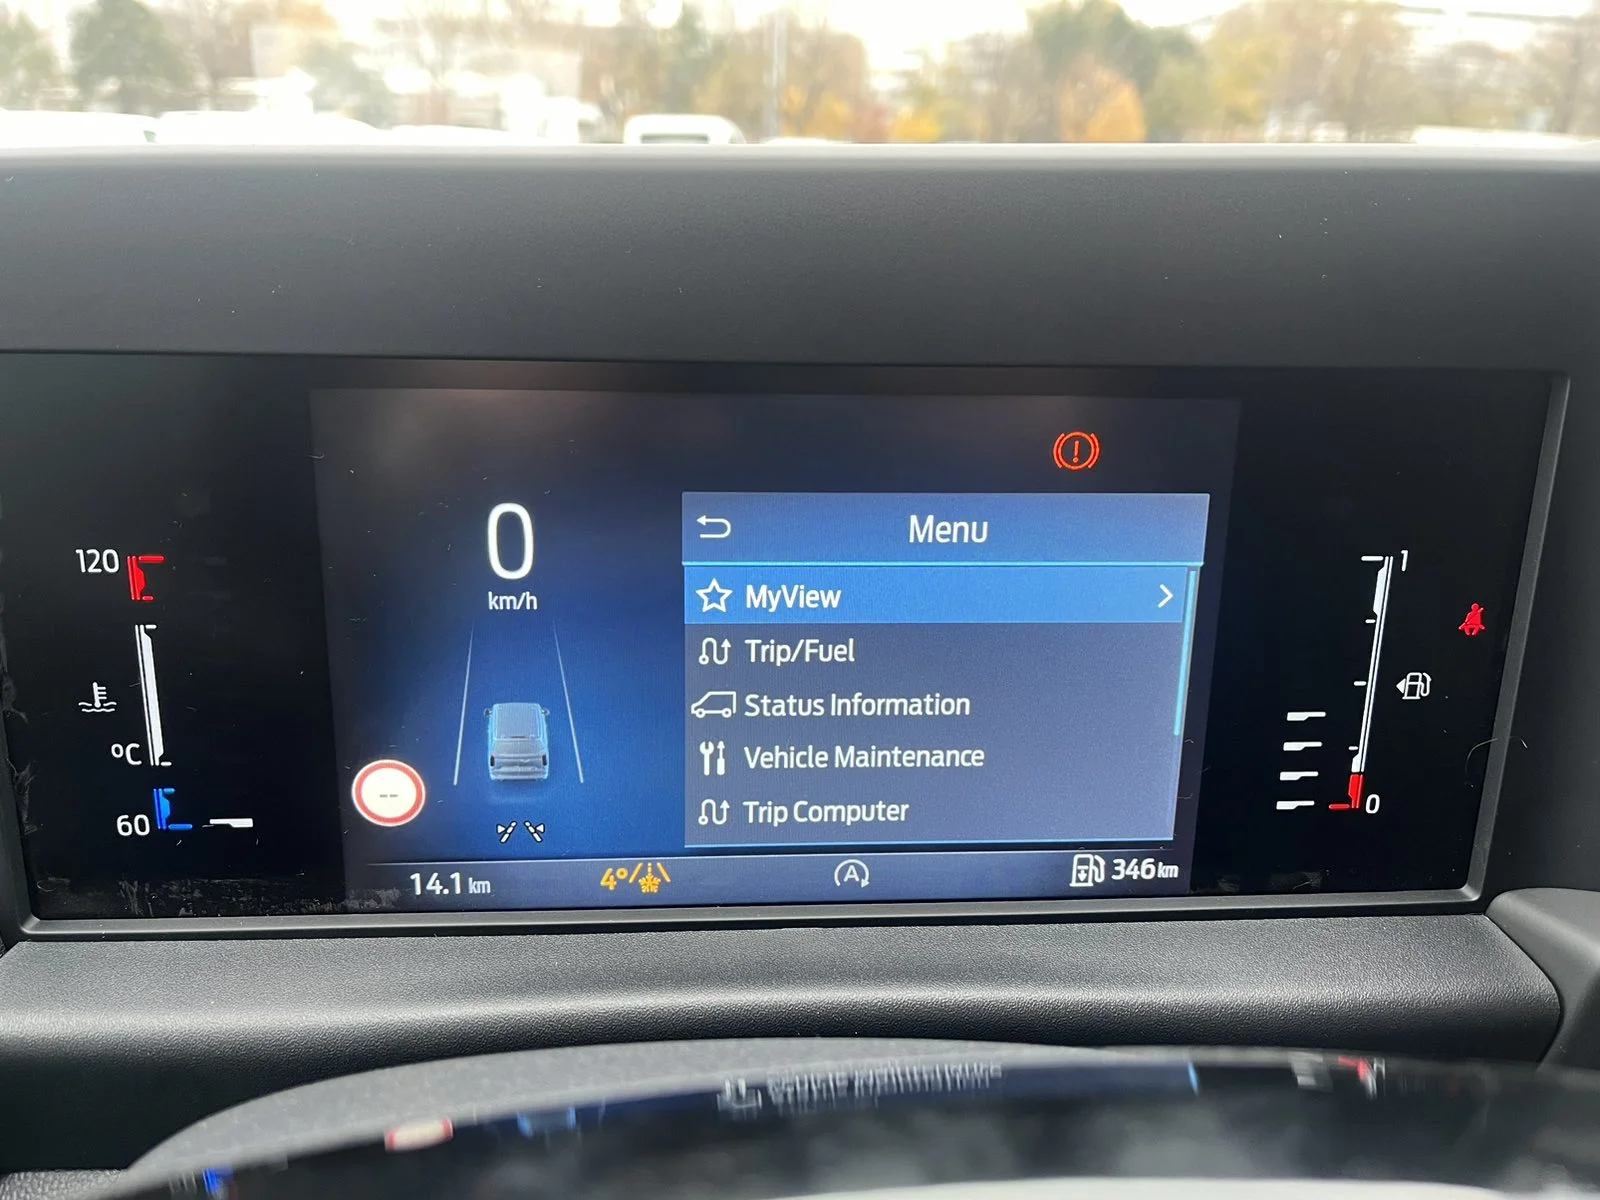 120
°C
60
0
km/h
--
Menu
MyView
Trip/Fuel
Status Information
Vehicle Maintenance
Trip Computer
14.1 km
4°
A
346 km
1
0